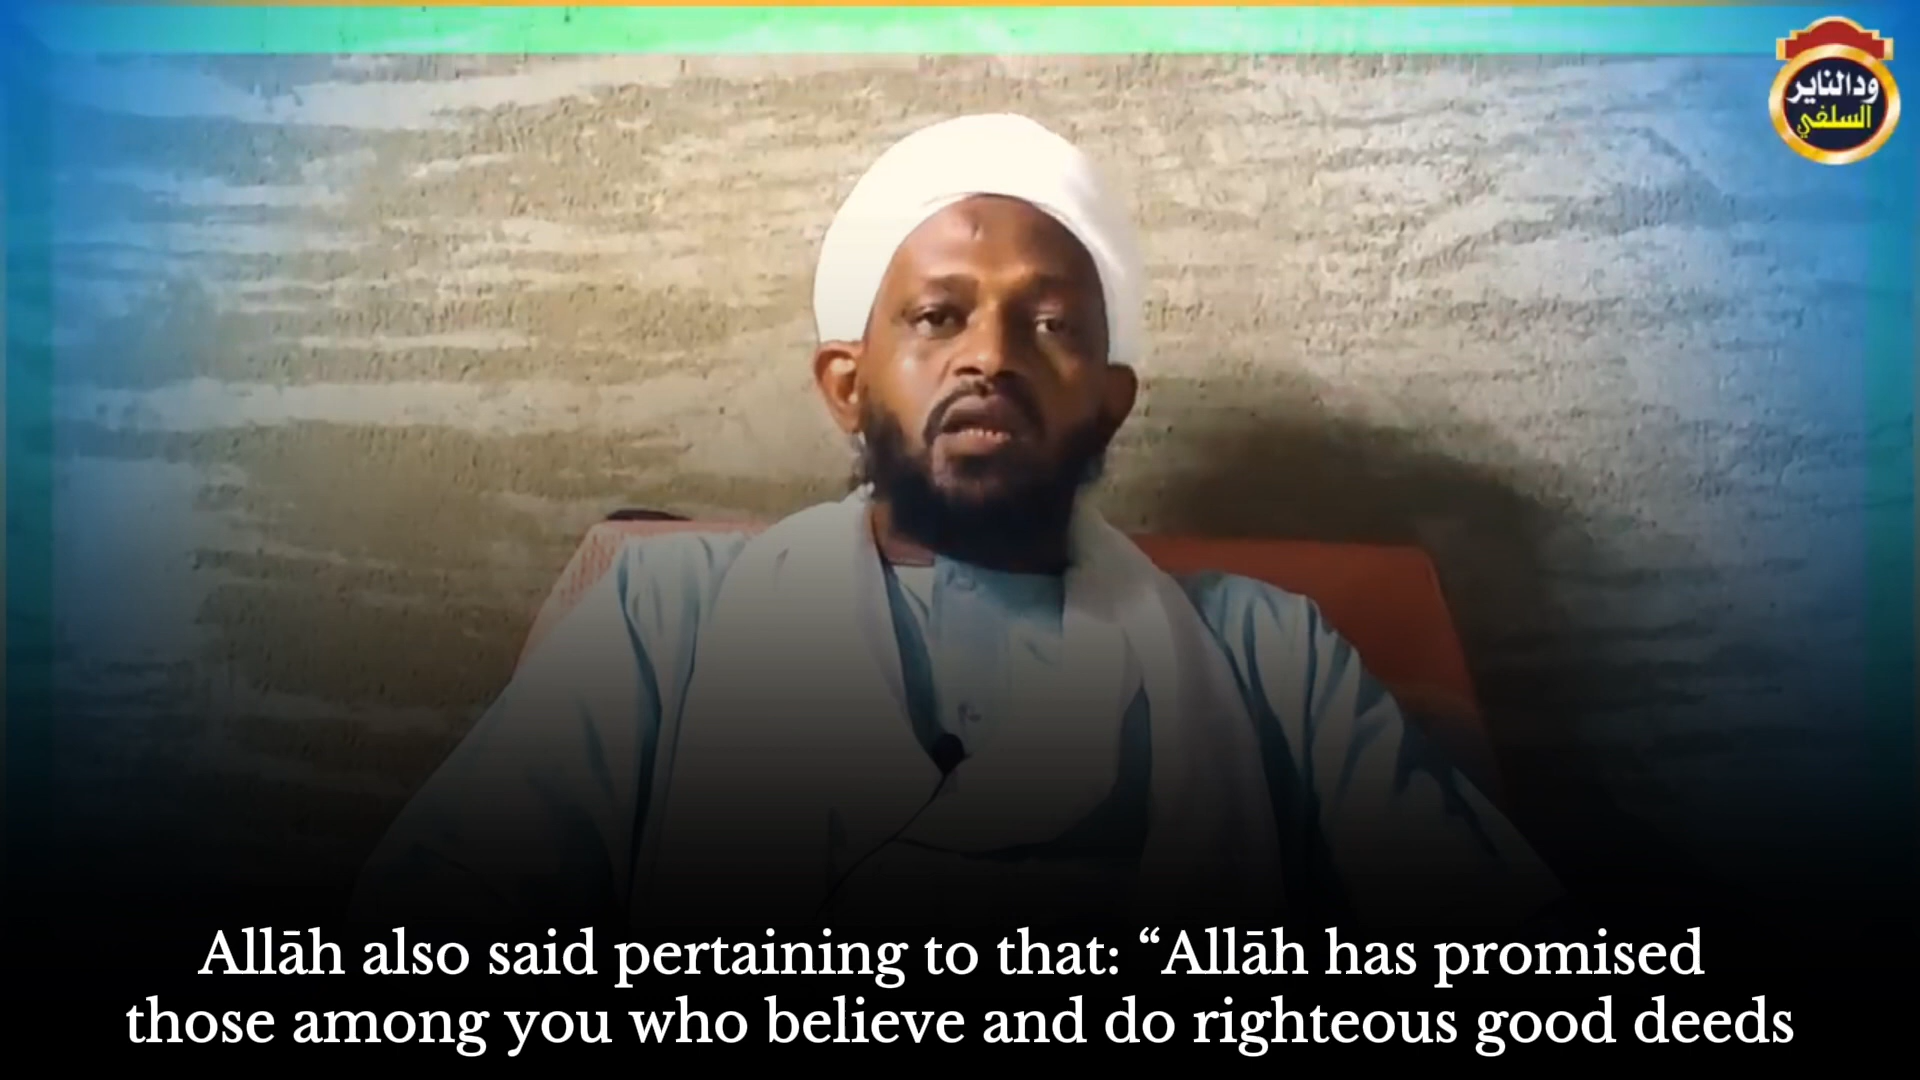 ودالناير
السلفي
Allāh also said pertaining to that: “Allāh has promised
those among you who believe and do righteous good deeds